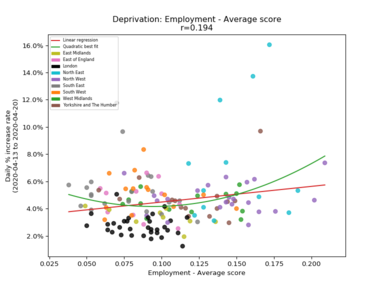 Deprivation: Employment - Average score
r=0.194
Linear regression
Quadratic best fit
East Midlands
East of England
London
North East
North West
South East
South West
West Midlands
Yorkshire and The Humber
16.0%
14.0%
12.0%
10.0%
8.0%
6.0%
4.0%
2.0%
Daily % increase rate
(2020-04-13 to 2020-04-20)
0.025 0.050 0.075 0.100 0.125 0.150 0.175 0.200
Employment - Average score